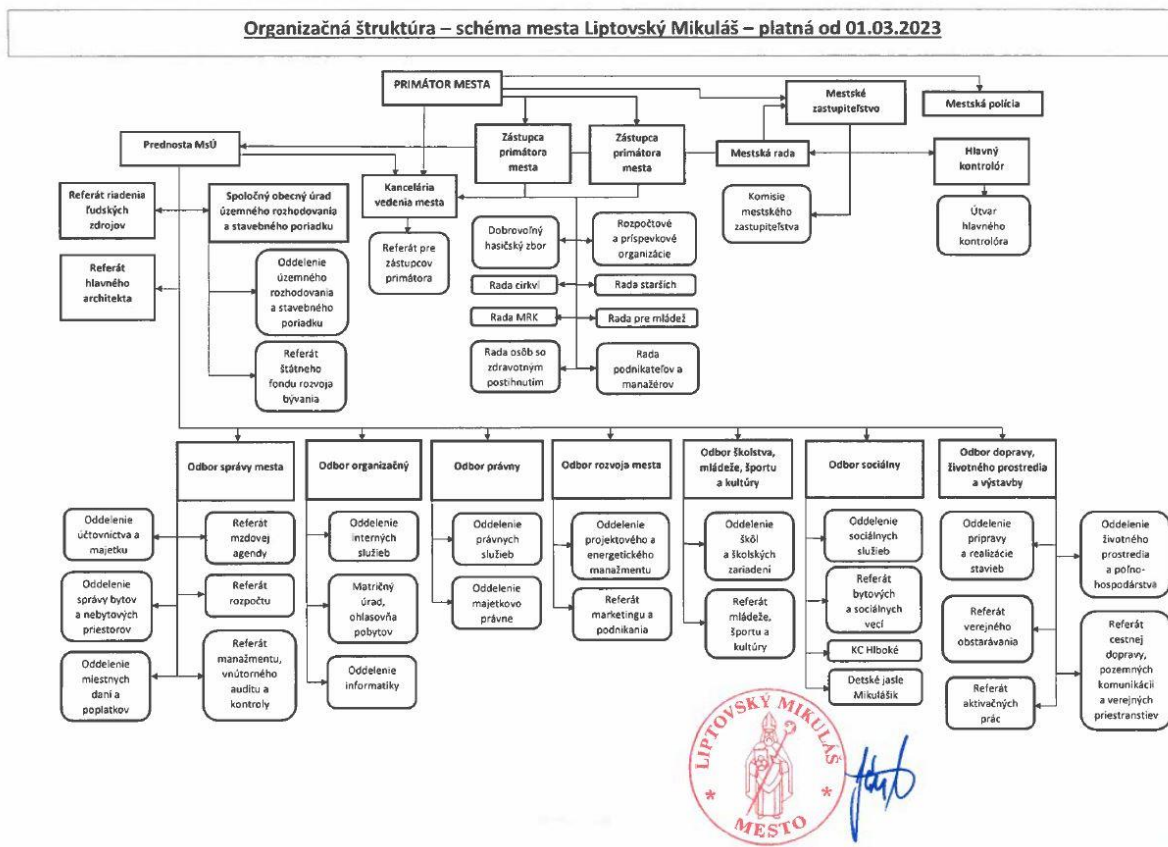 Organizačná štruktúra – schéma mesta Liptovský Mikuláš – platná od 01.03.2023
PRIMÁTOR MESTA
Mestské
zastupiteľstvo
Mestská polícia
Prednosta MsÚ
Zástupca
primátora
mesta
Zástupca
primátora
mesta
Mestská rada
Hlavný
kontrolór
Referát riadenia
ľudských
zdrojov
Spoločný obecný úrad
územného rozhodovania
a stavebného poriadku
Kancelária
vedenia mesta
Komisie
mestského
zastupiteľstva
Útvar
hlavného
kontrolóra
Referát
hlavného
architekta
Oddelenie
územného
rozhodovania
a stavebného
poriadku
Referát pre
zástupcov
primátora
Dobrovoľný
hasičský zbor
Rozpočtové
a príspevkové
organizácie
Rada cirkví
Rada starších
Rada MRK
Rada pre mládež
Referát
štátneho
fondu rozvoja
bývania
Rada osôb so
zdravotným
postihnutím
Rada
podnikateľov a
manažérov
Odbor správy mesta
Odbor organizačný
Odbor právny
Odbor rozvoja mesta
Odbor školstva,
mládeže, športu
a kultúry
Odbor sociálny
Odbor dopravy,
životného prostredia
a výstavby
Oddelenie
účtovníctva a
majetku
Referát
mzdovej
agendy
Oddelenie
správy bytov
a nebytových
priestorov
Referát
rozpočtu
Oddelenie
miestnych
daní a
poplatkov
Referát
manažmentu,
vnútorného
auditu a
kontroly
Oddelenie
interných
služieb
Matričný
úrad,
ohlasovňa
pobytov
Oddelenie
informatiky
Oddelenie
právnych
služieb
Oddelenie
majetkovo
právne
Oddelenie
projektového a
energetického
manažmentu
Referát
marketingu a
podnikania
Oddelenie
škôl
a školských
zariadení
Referát
mládeže,
športu a
kultúry
Oddelenie
sociálnych
služieb
Referát
bytových
a sociálnych
vecí
KC Hlboké
Detské jasle
Mikulášik
Oddelenie
prípravy
a realizácie
stavieb
Oddelenie
životného
prostredia
a poľno-
hospodárstva
Referát
verejného
obstarávania
Referát
cestnej
dopravy,
pozemných
komunikácii
a verejných
priestranstiev
Referát
aktivačných
prác
LIPTOVSKÝ MIKULÁŠ
* MESTO *